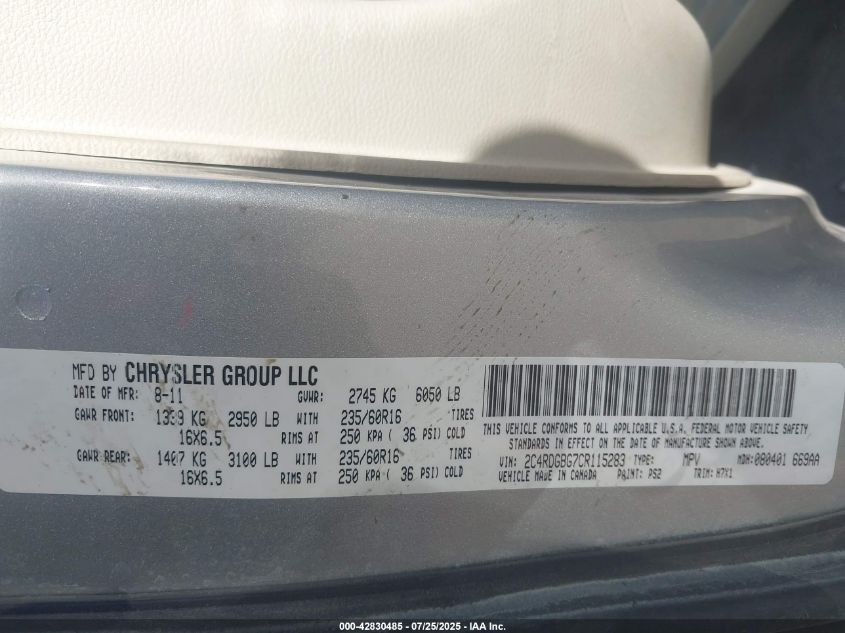 MFD BY CHRYSLER GROUP LLC
DATE OF MFR: 8-11 GVWR: 2745 KG 6050 LB
GAWR FRONT: 1339 KG 2950 LB WITH 235/60R16 TIRES
16X6.5 RIMS AT 250 KPA ( 36 PSI) COLD
GAWR REAR: 1407 KG 3100 LB WITH 235/60R16 TIRES
16X6.5 RIMS AT 250 KPA ( 36 PSI) COLD
THIS VEHICLE CONFORMS TO ALL APPLICABLE U.S.A. FEDERAL MOTOR VEHICLE SAFETY
STANDARDS IN EFFECT ON THE DATE OF MANUFACTURE SHOWN ABOVE.
VIN: 2C4RDGBG7CR115283 TYPE: MPV MDH: 080401 669AA
VEHICLE MADE IN CANADA PAINT: PS2 TRIM: H7X1
000-42830485 - 07/25/2025 - IAA Inc.